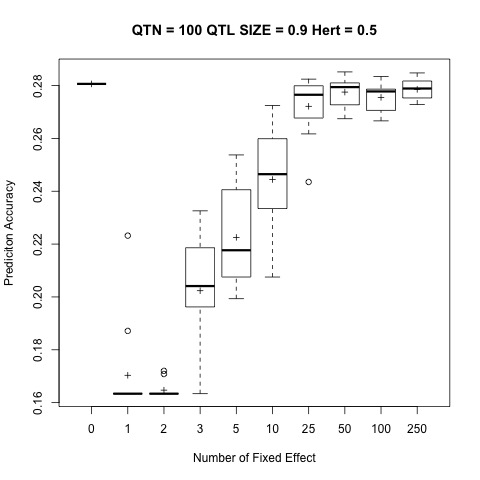 QTN = 100 QTL SIZE = 0.9 Hert = 0.5
Prediciton Accuracy
0.28
0.26
0.24
0.22
0.20
0.18
0.16
0 1 2 3 5 10 25 50 100 250
Number of Fixed Effect